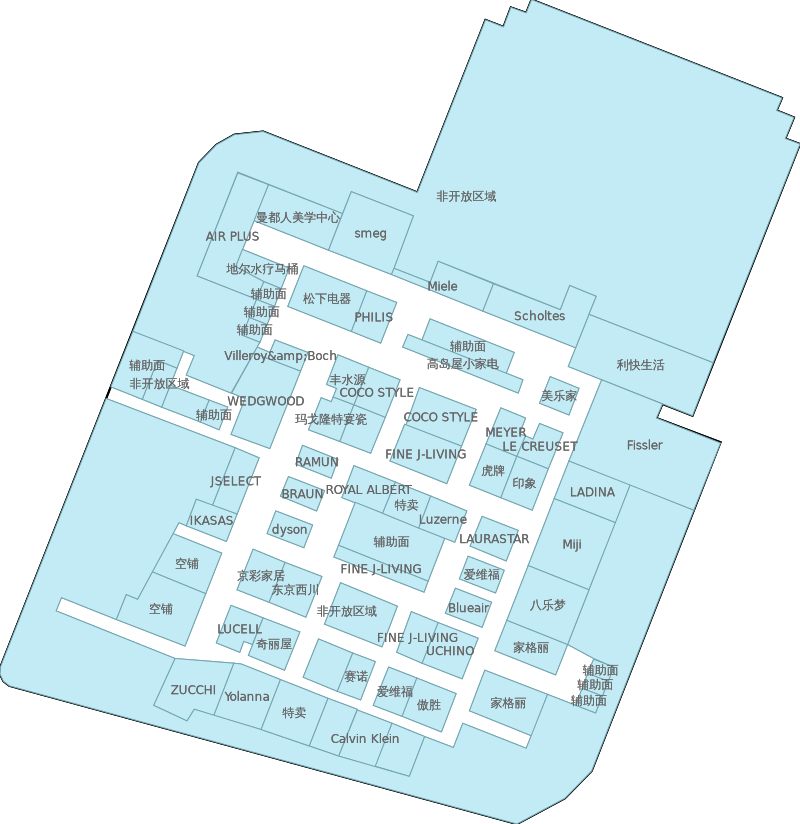 非开放区域
曼都人美学中心
smeg
AIR PLUS
地尔水疗马桶
Miele
辅助面
松下电器
辅助面
PHILIS
Scholtes
辅助面
辅助面
Villeroy&amp;Boch
高岛屋小家电
利快生活
辅助面
非开放区域
丰水源
COCO STYLE
美乐家
WEDGWOOD
辅助面
玛戈隆特宴瓷
COCO STYLE
MEYER
LE CREUSET
Fissler
FINE J-LIVING
RAMUN
虎牌
印象
JSELECT
BRAUN
ROYAL ALBERT
特卖
LADINA
IKASAS
Luzerne
dyson
辅助面
LAURASTAR
Miji
空铺
FINE J-LIVING
京彩家居
爱维福
东京西川
空铺
非开放区域
Blueair
八乐梦
LUCELL
奇丽屋
FINE J-LIVING
UCHINO
家格丽
赛诺
辅助面
辅助面
辅助面
ZUCCHI
Yolanna
爱维福
傲胜
家格丽
特卖
Calvin Klein